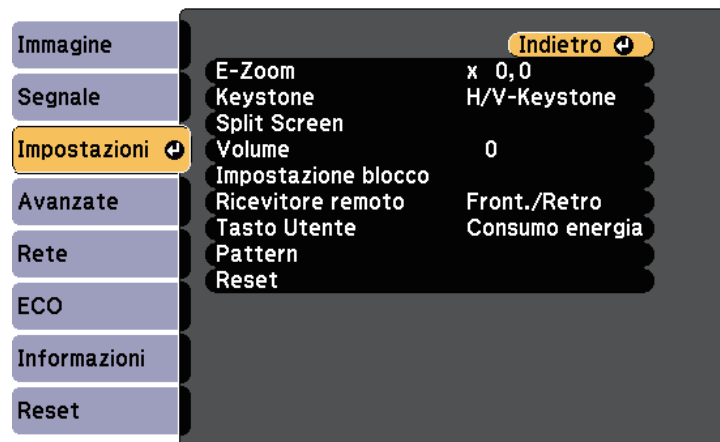 Immagine
Segnale
Impostazioni
Avanzate
Rete
ECO
Informazioni
Reset
Indietro
E-Zoom x 0,0
Keystone H/V-Keystone
Split Screen
Volume 0
Impostazione blocco
Ricevitore remoto Front./Retro
Tasto Utente Consumo energia
Pattern
Reset